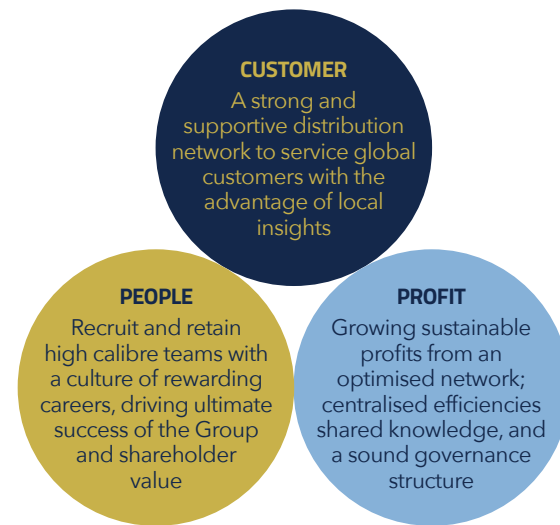 CUSTOMER
A strong and
supportive distribution
network to service global
customers with the
advantage of local
insights
PEOPLE
Recruit and retain
high calibre teams with
a culture of rewarding
careers, driving ultimate
success of the Group
and shareholder
value
PROFIT
Growing sustainable
profits from an
optimised network;
centralised efficiencies
shared knowledge, and
a sound governance
structure